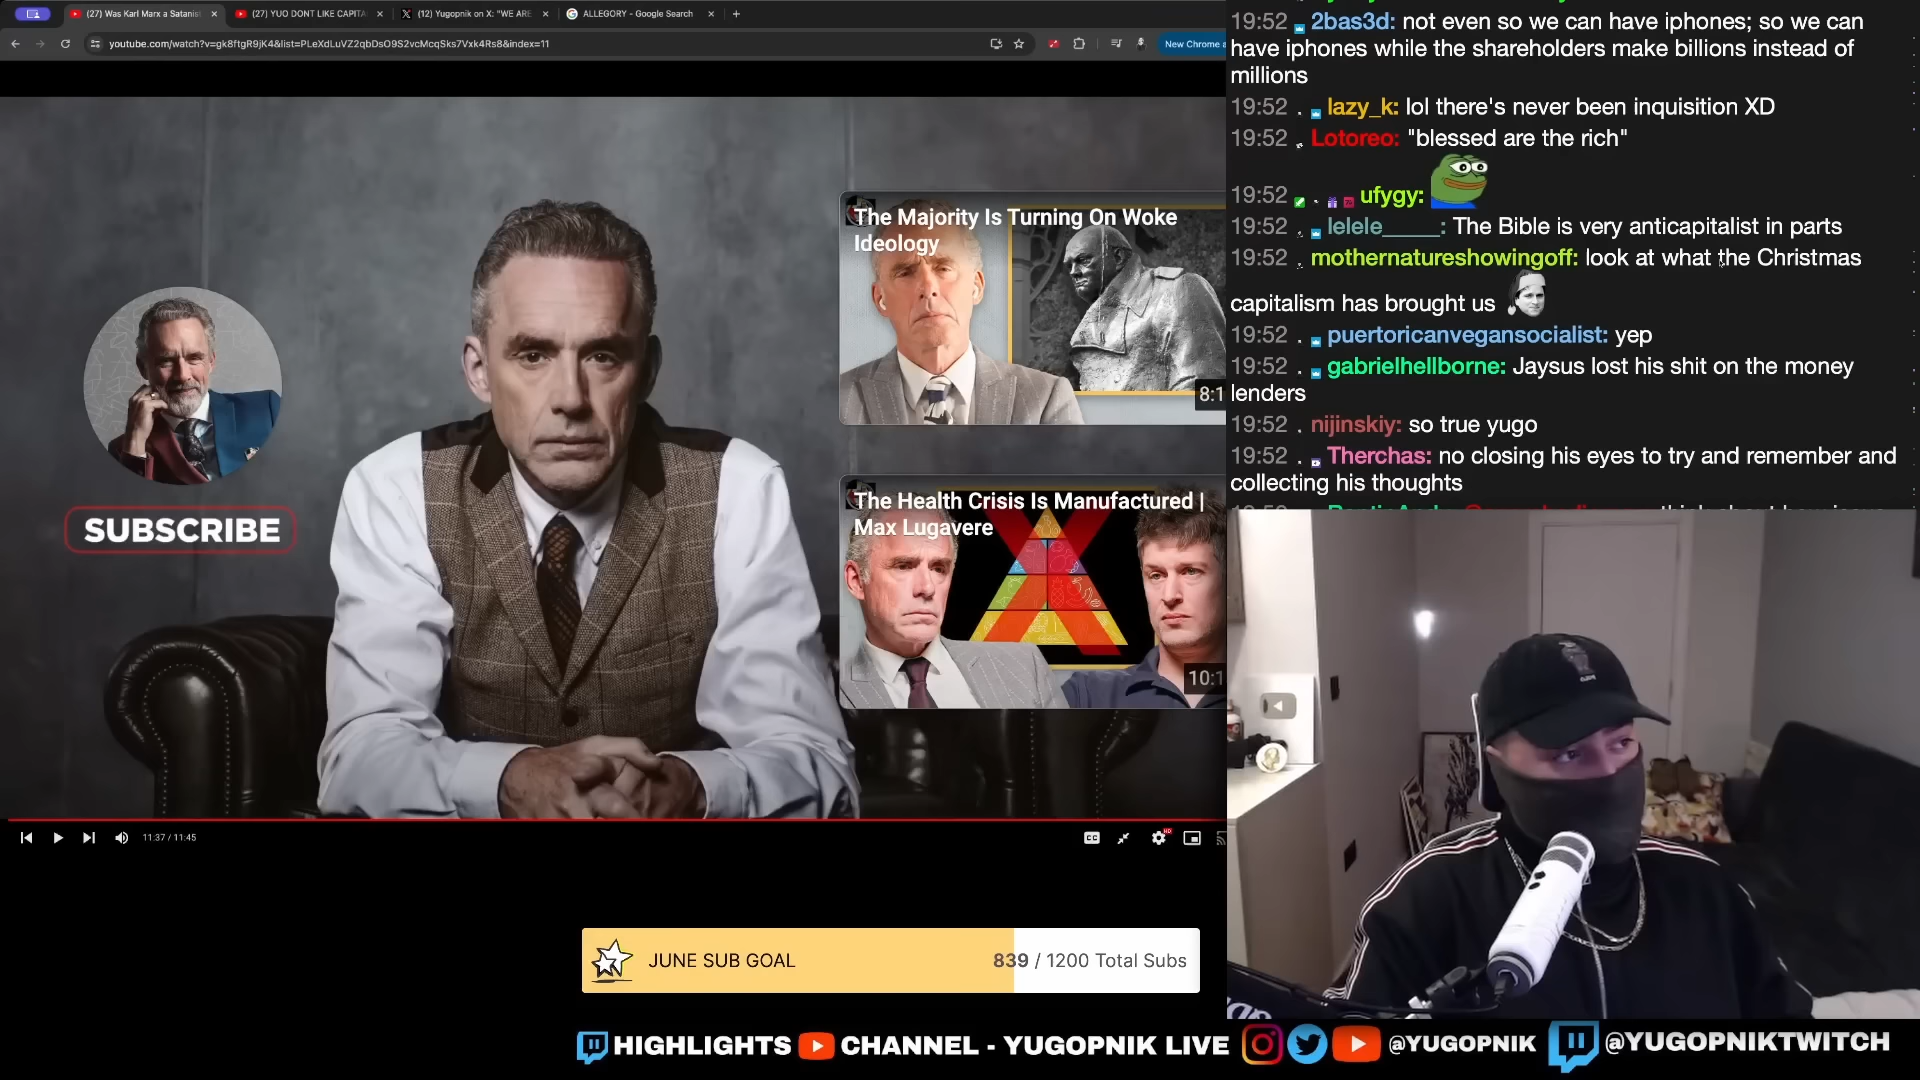 (27) Was Karl Marx a Satanist
(27) YUO DONT LIKE CAPITA
(12) Yugopnik on X: "WE ARE
ALLEGORY - Google Search
youtube.com/watch?v=gk8ftgR9jK4&list=PLeXdLuVZ2qbDsO9S2vcMcqSks7Vxk4Rs8&index=11
New Chrome a
The Majority Is Turning On Woke
Ideology
8:1
SUBSCRIBE
The Health Crisis Is Manufactured |
Max Lugavere
10:1
11:37 / 11:45
CC
HD
JUNE SUB GOAL
839 / 1200 Total Subs
19:52 2bas3d: not even so we can have iphones; so we can
have iphones while the shareholders make billions instead of
millions
19:52 lazy_k: lol there's never been inquisition XD
19:52 Lotoreo: "blessed are the rich"
19:52 ufygy:
19:52 lelele_____: The Bible is very anticapitalist in parts
19:52 mothernatureshowingoff: look at what the Christmas
capitalism has brought us
19:52 puertoricanvegansocialist: yep
19:52 gabrielhellborne: Jaysus lost his shit on the money
lenders
19:52 nijinskiy: so true yugo
19:52 Therchas: no closing his eyes to try and remember and
collecting his thoughts
HIGHLIGHTS CHANNEL - YUGOPNIK LIVE @YUGOPNIK @YUGOPNIKTWITCH